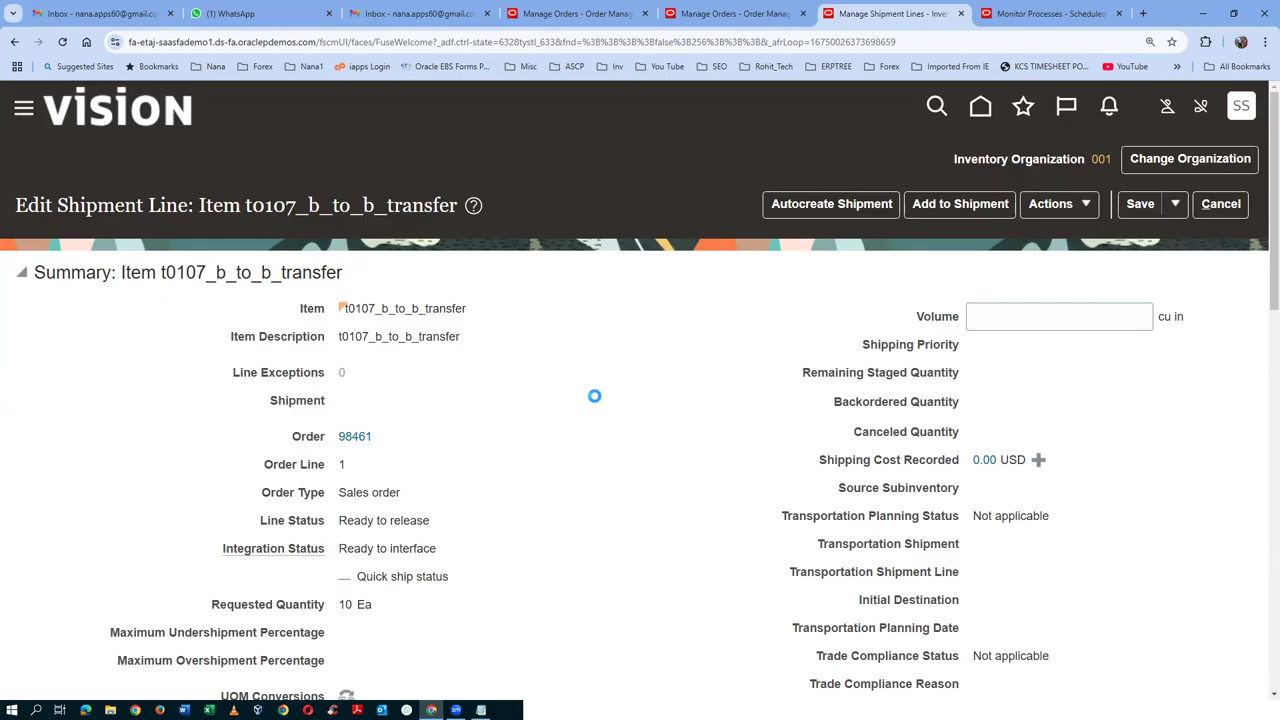 Inbox - nana.apps60@gmail.co
(1) WhatsApp
Inbox - nana.apps60@gmail.co
Manage Orders - Order Manag
Manage Orders - Order Manag
Manage Shipment Lines - Inve
Monitor Processes - Scheduled
fa-etaj-saasfademo1.ds-fa.oraclepdemos.com/fscmUI/faces/FuseWelcome?_adf.ctrl-state=6328tystl_633&fnd=%3B%3B%3B%3Bfalse%3B256%3B%3B%3B&_afrLoop=16750026373698659
Suggested Sites
Bookmarks
Nana
Forex
Nana1
iapps Login
Oracle EBS Forms P...
Misc
ASCP
Inv
You Tube
SEO
Rohit_Tech
ERPTREE
Forex
Imported From IE
KCS TIMESHEET PO...
YouTube
All Bookmarks
vision
SS
Inventory Organization 001
Change Organization
Edit Shipment Line: Item t0107_b_to_b_transfer
Autocreate Shipment
Add to Shipment
Actions
Save
Cancel
Summary: Item t0107_b_to_b_transfer
Item t0107_b_to_b_transfer
Item Description t0107_b_to_b_transfer
Line Exceptions 0
Shipment
Order 98461
Order Line 1
Order Type Sales order
Line Status Ready to release
Integration Status Ready to interface
Quick ship status
Requested Quantity 10 Ea
Maximum Undershipment Percentage
Maximum Overshipment Percentage
UOM Conversions
Volume cu in
Shipping Priority
Remaining Staged Quantity
Backordered Quantity
Canceled Quantity
Shipping Cost Recorded 0.00 USD
Source Subinventory
Transportation Planning Status Not applicable
Transportation Shipment
Transportation Shipment Line
Initial Destination
Transportation Planning Date
Trade Compliance Status Not applicable
Trade Compliance Reason